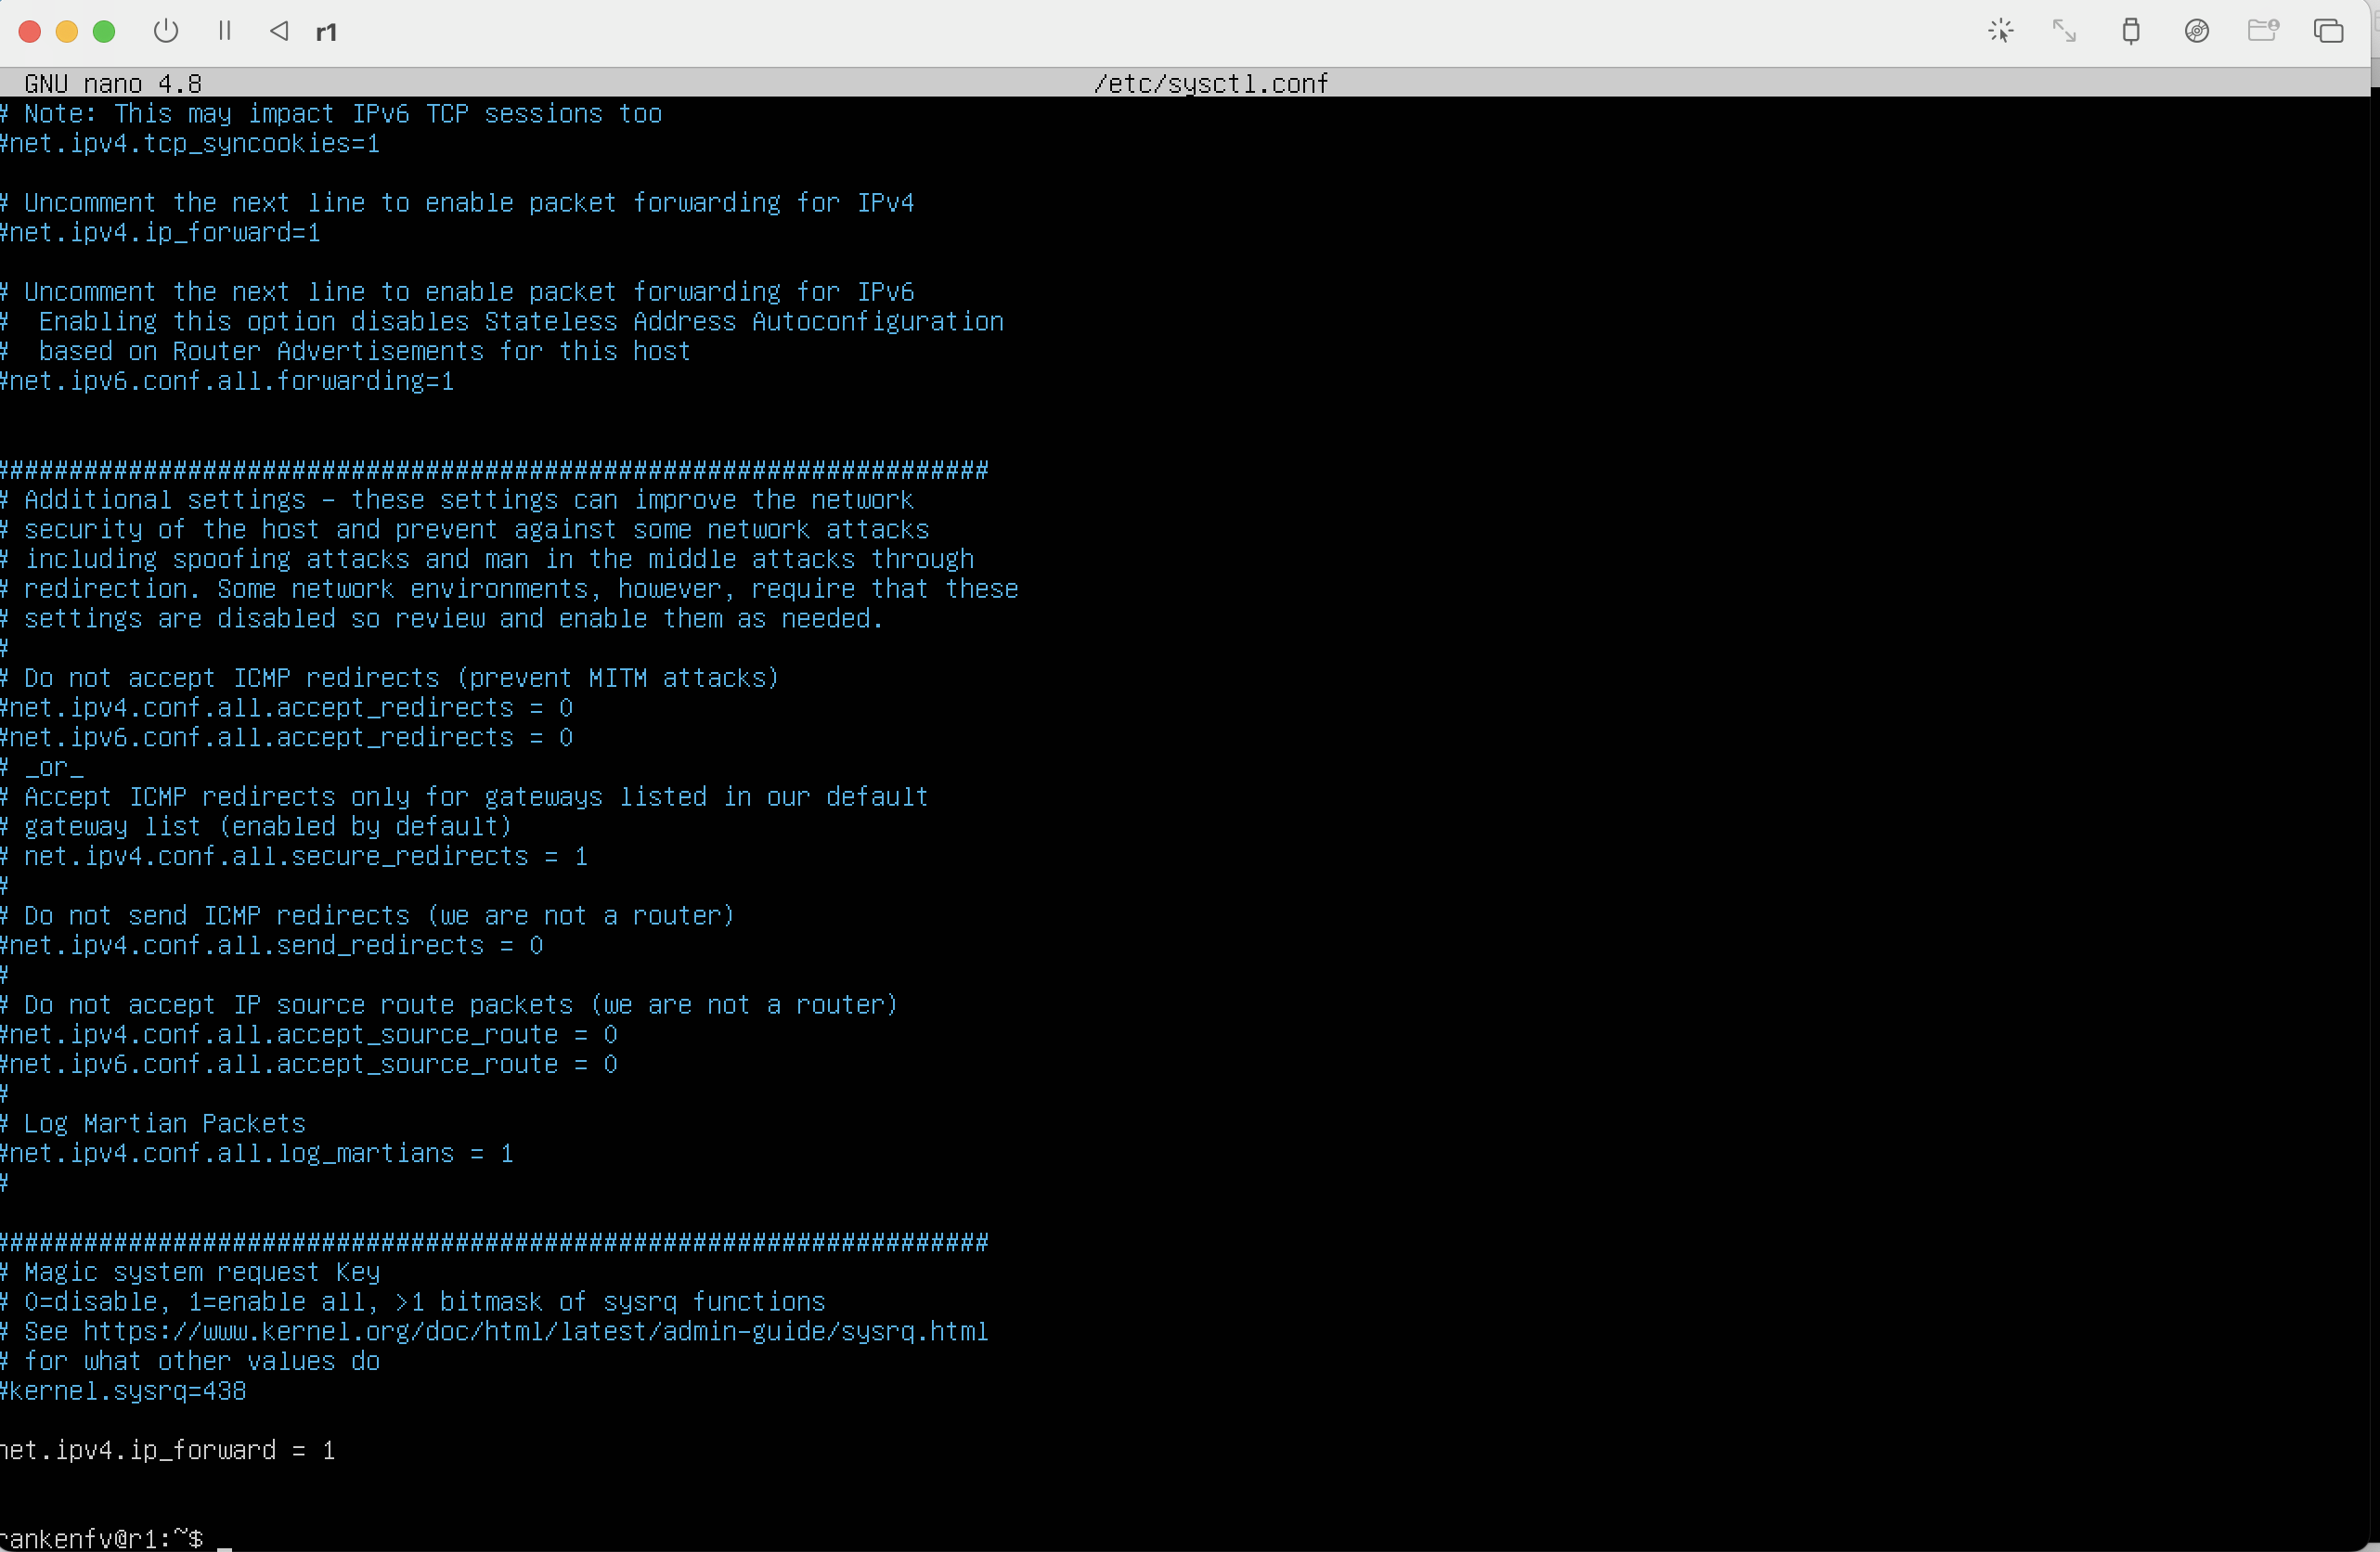 r1
GNU nano 4.8 /etc/sysctl.conf
# Note: This may impact IPv6 TCP sessions too
#net.ipv4.tcp_syncookies=1
# Uncomment the next line to enable packet forwarding for IPv4
#net.ipv4.ip_forward=1
# Uncomment the next line to enable packet forwarding for IPv6
#  Enabling this option disables Stateless Address Autoconfiguration
#  based on Router Advertisements for this host
#net.ipv6.conf.all.forwarding=1
###################################################################
# Additional settings - these settings can improve the network
# security of the host and prevent against some network attacks
# including spoofing attacks and man in the middle attacks through
# redirection. Some network environments, however, require that these
# settings are disabled so review and enable them as needed.
#
# Do not accept ICMP redirects (prevent MITM attacks)
#net.ipv4.conf.all.accept_redirects = 0
#net.ipv6.conf.all.accept_redirects = 0
# _or_
# Accept ICMP redirects only for gateways listed in our default
# gateway list (enabled by default)
# net.ipv4.conf.all.secure_redirects = 1
#
# Do not send ICMP redirects (we are not a router)
#net.ipv4.conf.all.send_redirects = 0
#
# Do not accept IP source route packets (we are not a router)
#net.ipv4.conf.all.accept_source_route = 0
#net.ipv6.conf.all.accept_source_route = 0
#
# Log Martian Packets
#net.ipv4.conf.all.log_martians = 1
#
###################################################################
# Magic system request Key
# 0=disable, 1=enable all, >1 bitmask of sysrq functions
# See https://www.kernel.org/doc/html/latest/admin-guide/sysrq.html
# for what other values do
#kernel.sysrq=438
net.ipv4.ip_forward = 1
rankenfv@r1:~$ _